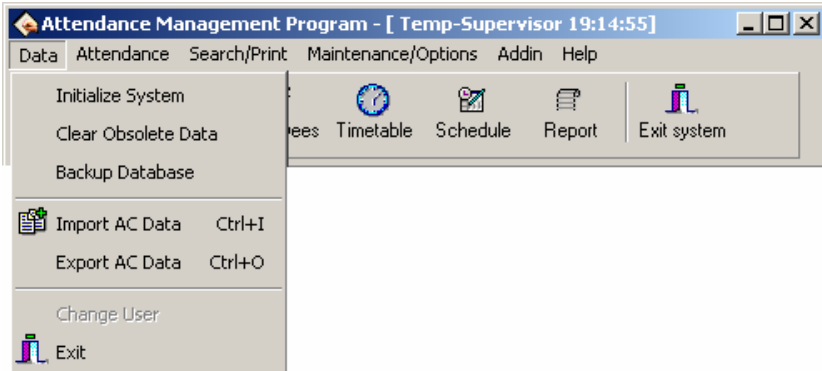 Attendance Management Program - [ Temp-Supervisor 19:14:55]
Data Attendance Search/Print Maintenance/Options Addin Help
Timetable Schedule Report Exit system
Initialize System
Clear Obsolete Data
Backup Database
Import AC Data Ctrl+I
Export AC Data Ctrl+O
Change User
Exit